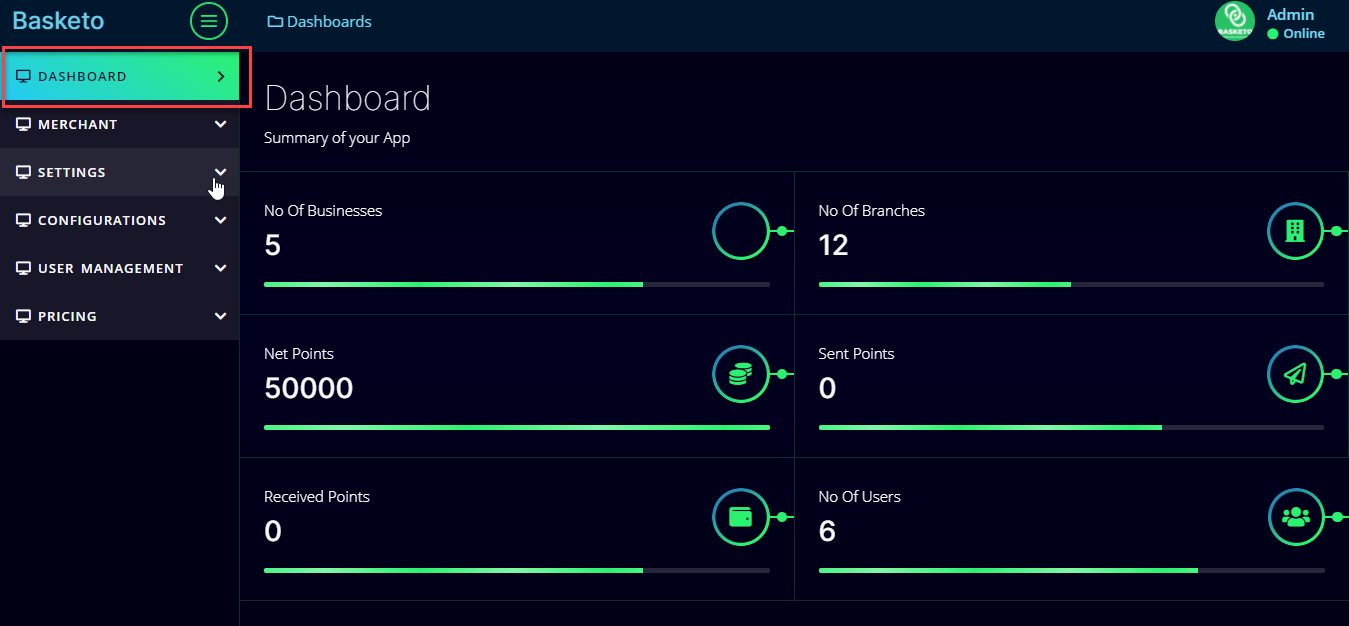 Basketo
Dashboards
Admin
BASKETO
Online
DASHBOARD
MERCHANT
SETTINGS
CONFIGURATIONS
USER MANAGEMENT
PRICING
Dashboard
Summary of your App
No Of Businesses
5
No Of Branches
12
Net Points
50000
Sent Points
0
Received Points
0
No Of Users
6